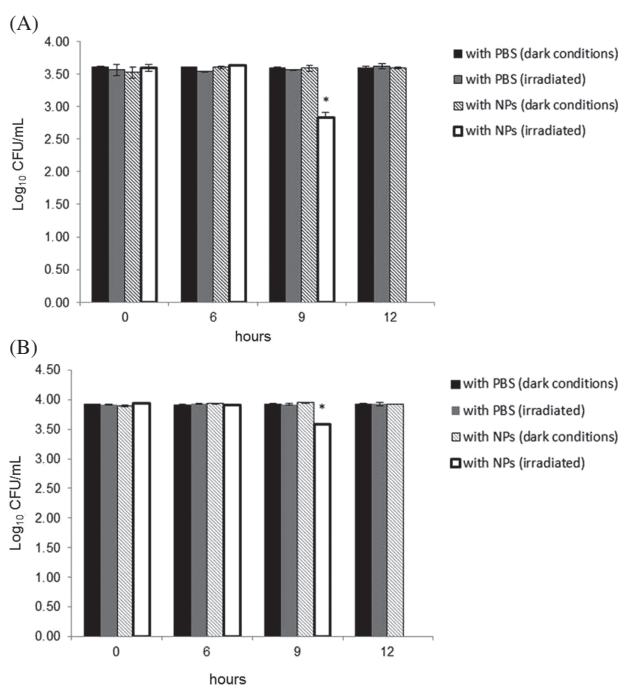 (A)
4.00
3.50
3.00
2.50
2.00
1.50
3.50
0.50
0.00
Log10 CFU/mL
*
0 6 9 12
hours
with PBS (dark conditions)
with PBS (irradiated)
with NPs (dark conditions)
with NPs (irradiated)
(B)
4.50
4.00
3.50
3.00
2.50
2.00
1.50
1.00
0.50
0.00
Log10 CFU/mL
*
0 6 9 12
hours
with PBS (dark conditions)
with PBS (irradiated)
with NPs (dark conditions)
with NPs (irradiated)